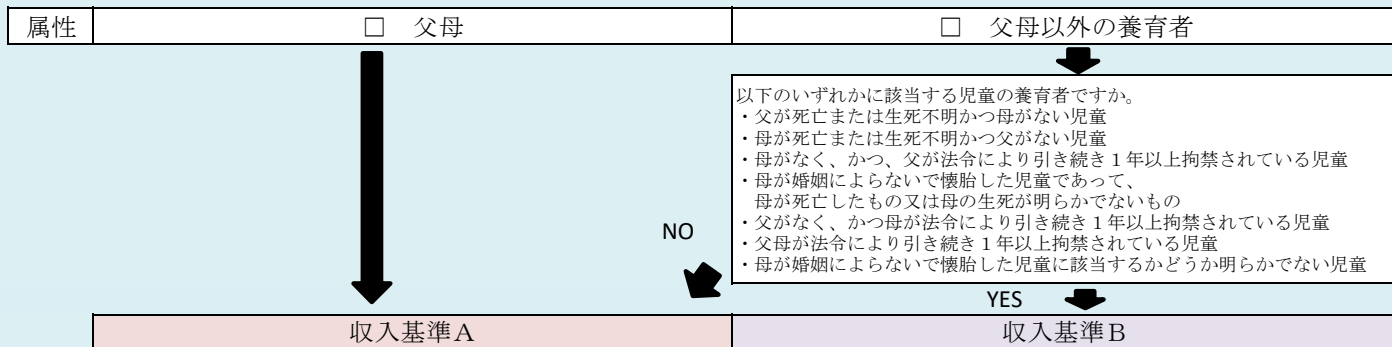 属性
□ 父母
□ 父母以外の養育者
以下のいずれかに該当する児童の養育者ですか。
・父が死亡または生死不明かつ母がない児童
・母が死亡または生死不明かつ父がない児童
・母がなく、かつ、父が法令により引き続き１年以上拘禁されている児童
・母が婚姻によらないで懐胎した児童であって、
母が死亡したもの又は母の生死が明らかでないもの
・父がなく、かつ母が法令により引き続き１年以上拘禁されている児童
・父母が法令により引き続き１年以上拘禁されている児童
・母が婚姻によらないで懐胎した児童に該当するかどうか明らかでない児童
NO
YES
収入基準Ａ
収入基準Ｂ